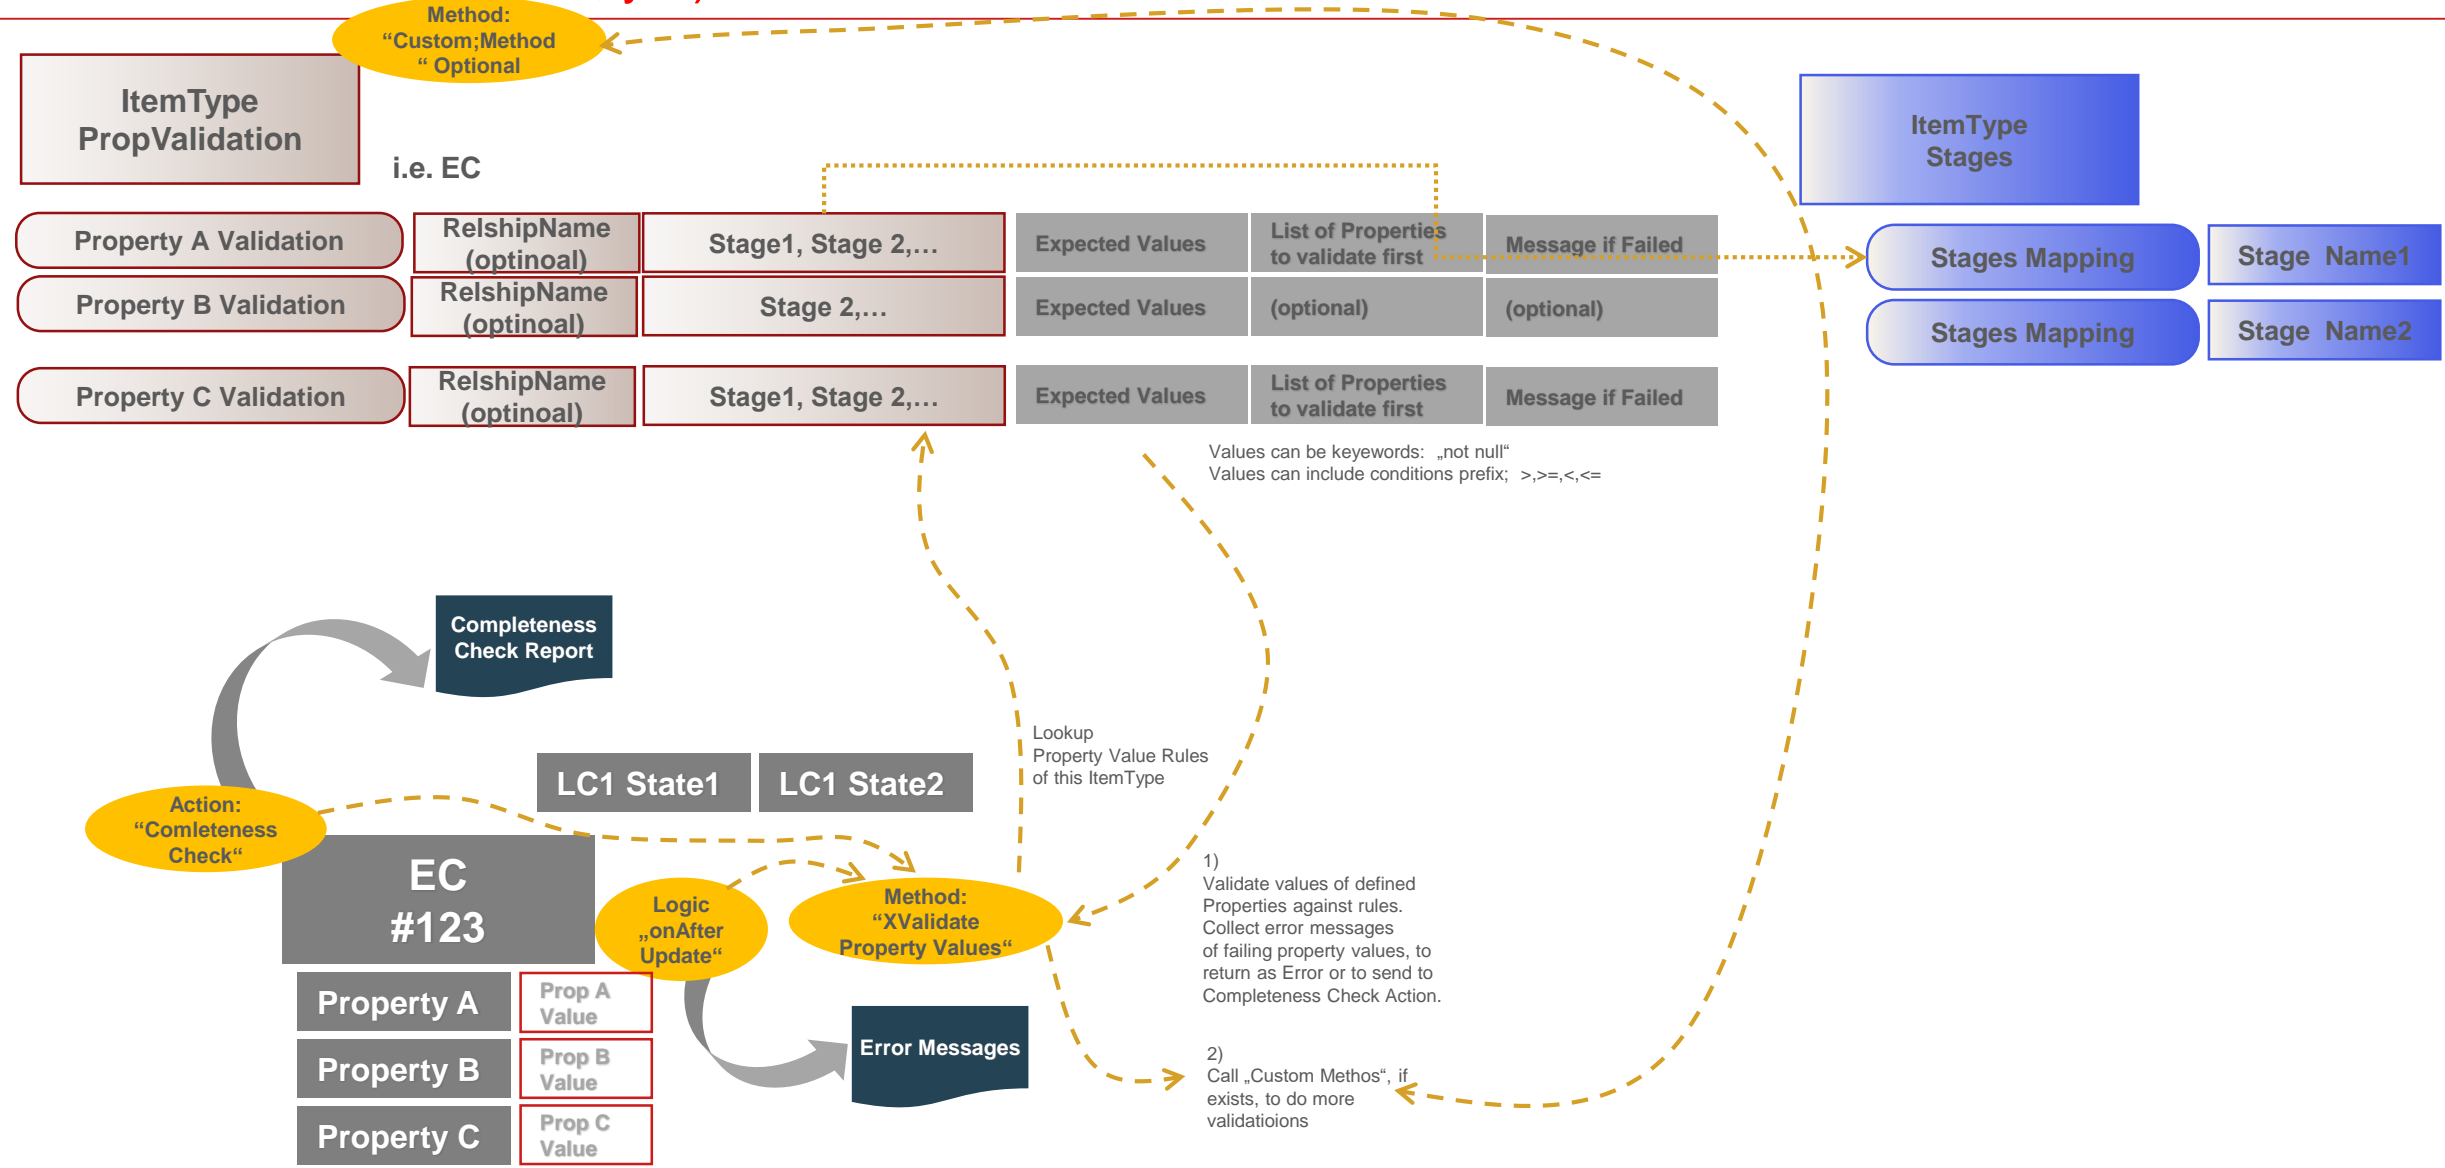 Method:
“Custom;Method
“ Optional
ItemType
PropValidation
i.e. EC
ItemType
Stages
Property A Validation
RelshipName
(optinoal)
Stage1, Stage 2,…
Expected Values
List of Properties
to validate first
Message if Failed
Stages Mapping
Stage Name1
Property B Validation
RelshipName
(optinoal)
Stage 2,…
Expected Values
(optional)
(optional)
Stages Mapping
Stage Name2
Property C Validation
RelshipName
(optinoal)
Stage1, Stage 2,…
Expected Values
List of Properties
to validate first
Message if Failed
Values can be keyewords: „not null“
Values can include conditions prefix; >,>=,<,<=
Completeness
Check Report
Lookup
Property Value Rules
of this ItemType
LC1 State1
LC1 State2
Action:
“Comleteness
Check“
EC
#123
Logic
„onAfter
Update“
Method:
“XValidate
Property Values“
1)
Validate values of defined
Properties against rules.
Collect error messages
of failing property values, to
return as Error or to send to
Completeness Check Action.
Property A
Prop A
Value
Property B
Prop B
Value
Property C
Prop C
Value
Error Messages
2)
Call „Custom Methos“, if
exists, to do more
validatioions